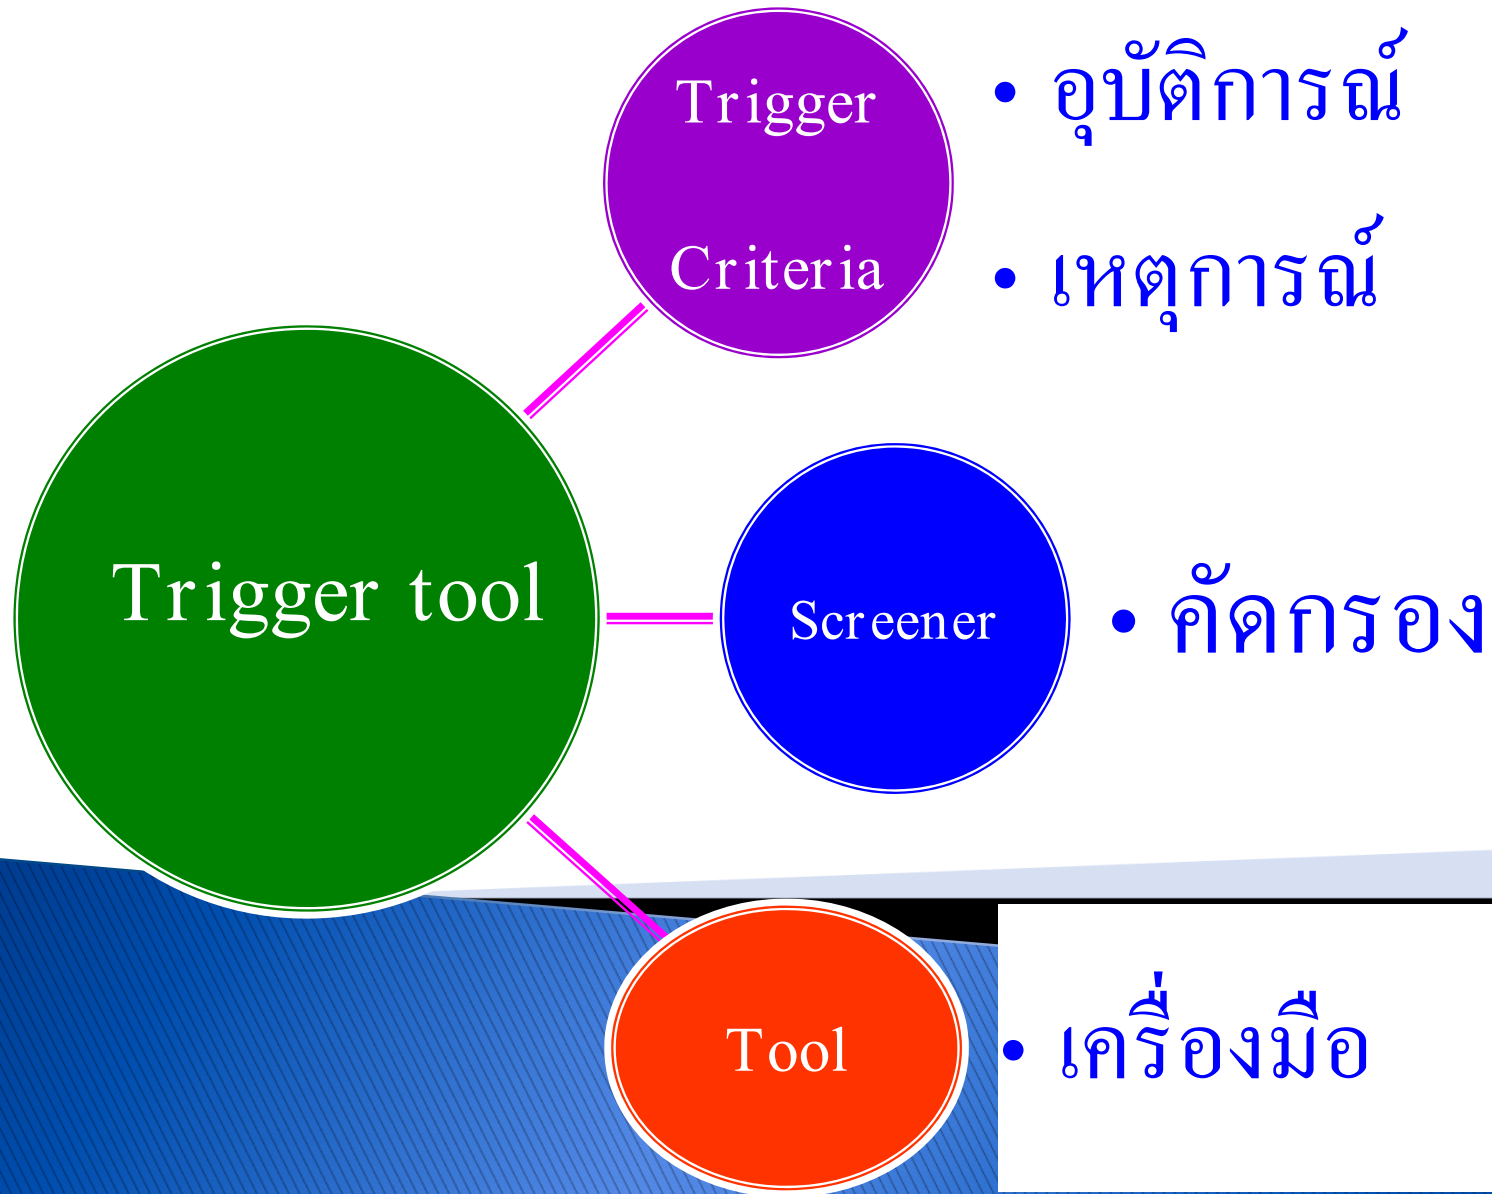 Trigger
Criteria
• อุบัติการณ์
• เหตุการณ์
Trigger tool
Screener
• คัดกรอง
Tool
• เครื่องมือ